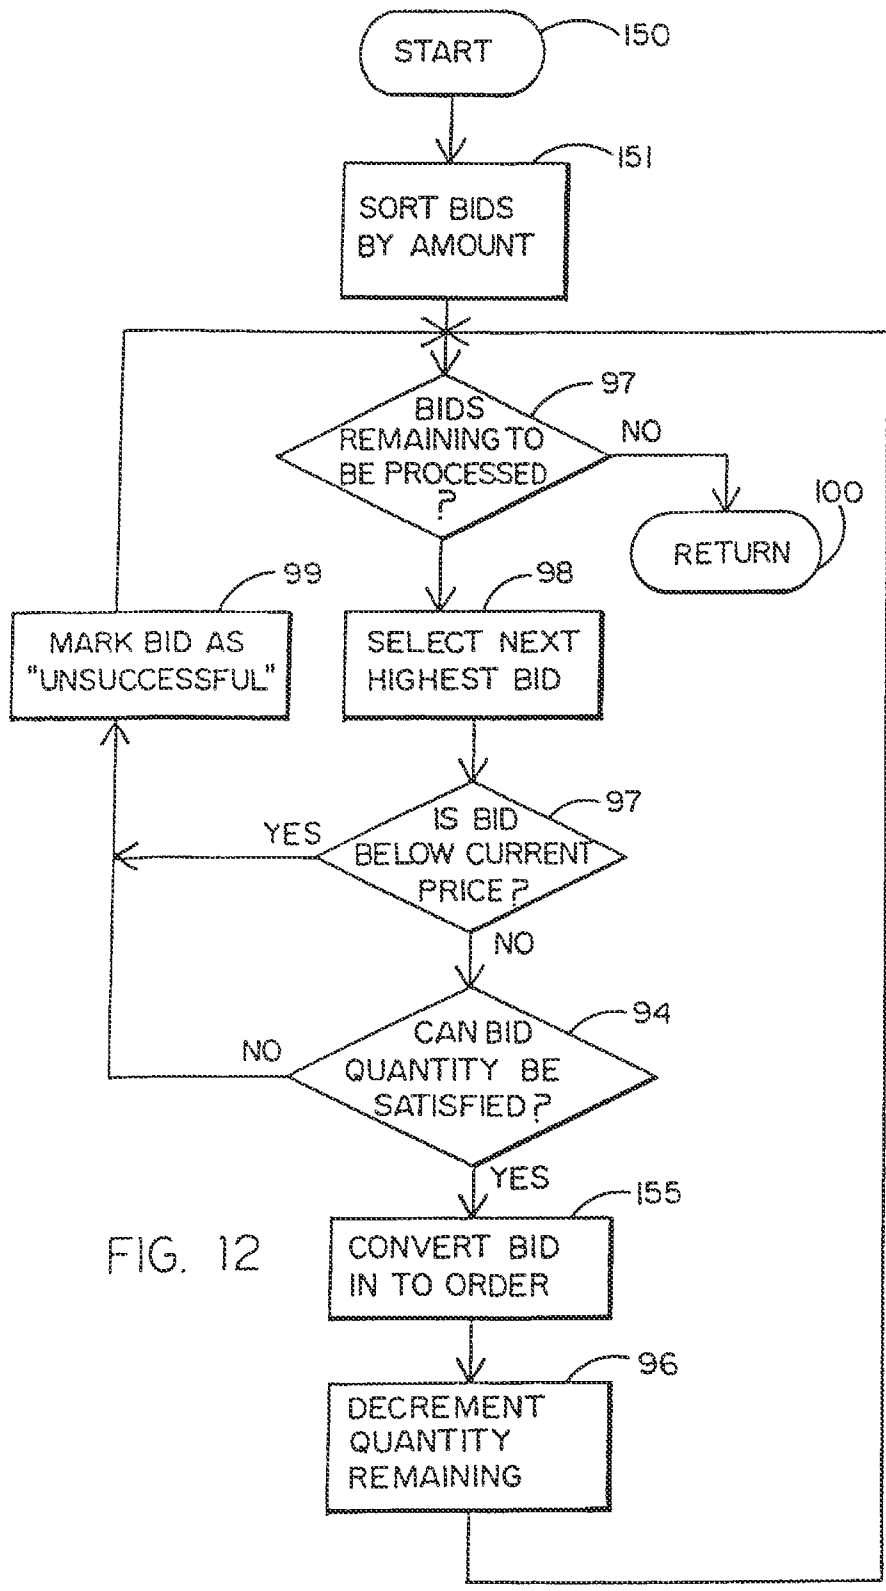 START
150
151
SORT BIDS
BY AMOUNT
97
BIDS
REMAINING TO
BE PROCESSED
?
NO
100
RETURN
99
MARK BID AS
"UNSUCCESSFUL"
98
SELECT NEXT
HIGHEST BID
97
IS BID
BELOW CURRENT
PRICE?
YES
NO
94
CAN BID
QUANTITY BE
SATISFIED?
NO
YES
155
CONVERT BID
IN TO ORDER
FIG. 12
96
DECREMENT
QUANTITY
REMAINING